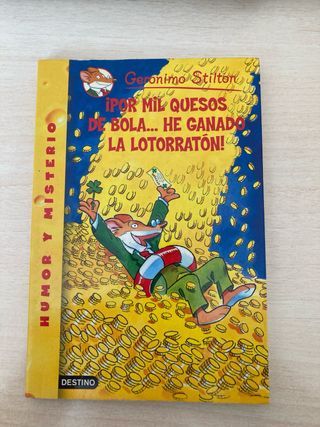 Geronimo Stilton
¡POR MIL QUESOS
DE BOLA... HE GANADO
LA LOTORRATÓN!
HUMOR Y MISTERIO
DESTINO